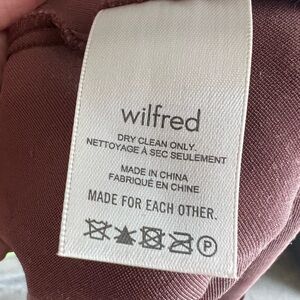 wilfred
DRY CLEAN ONLY.
NETTOYAGE À SEC SEULEMENT
MADE IN CHINA
FABRIQUÉ EN CHINE
MADE FOR EACH OTHER.
P